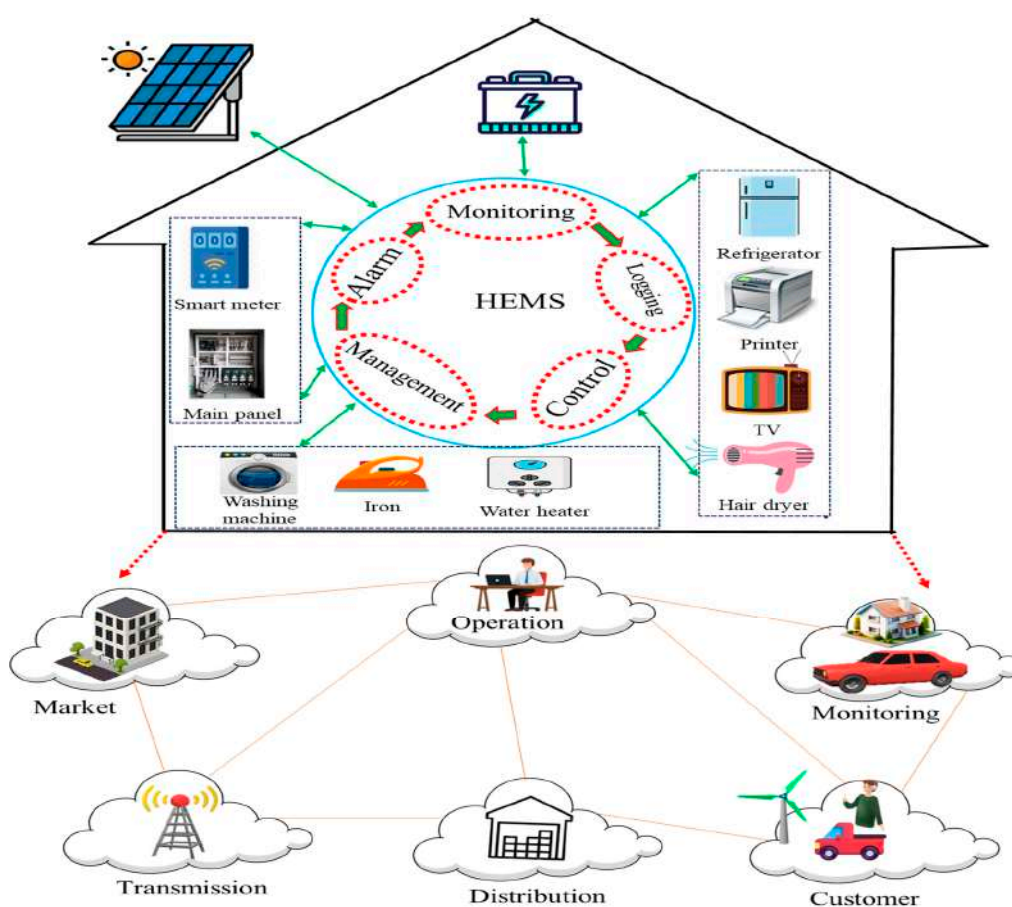 Monitoring
Alarm
Logging
HEMS
Management
Control
000
Smart meter
Main panel
Refrigerator
Printer
TV
Hair dryer
Washing
machine
Iron
Water heater
Operation
Market
Monitoring
Transmission
Distribution
Customer